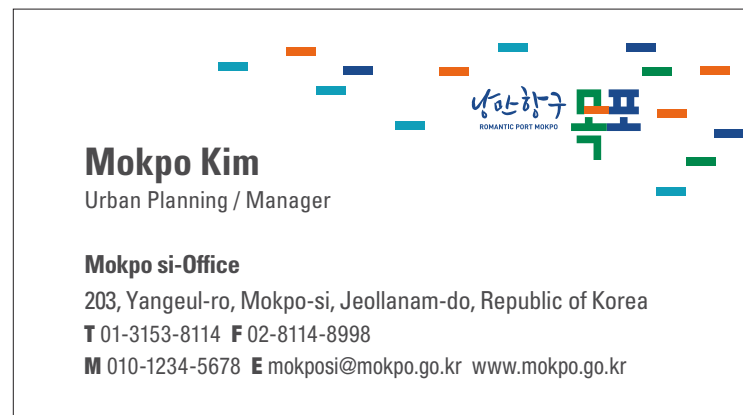 낭만항구 목포
ROMANTIC PORT MOKPO
Mokpo Kim
Urban Planning / Manager
Mokpo si-Office
203, Yangeul-ro, Mokpo-si, Jeollanam-do, Republic of Korea
T 01-3153-8114 F 02-8114-8998
M 010-1234-5678 E mokposi@mokpo.go.kr www.mokpo.go.kr